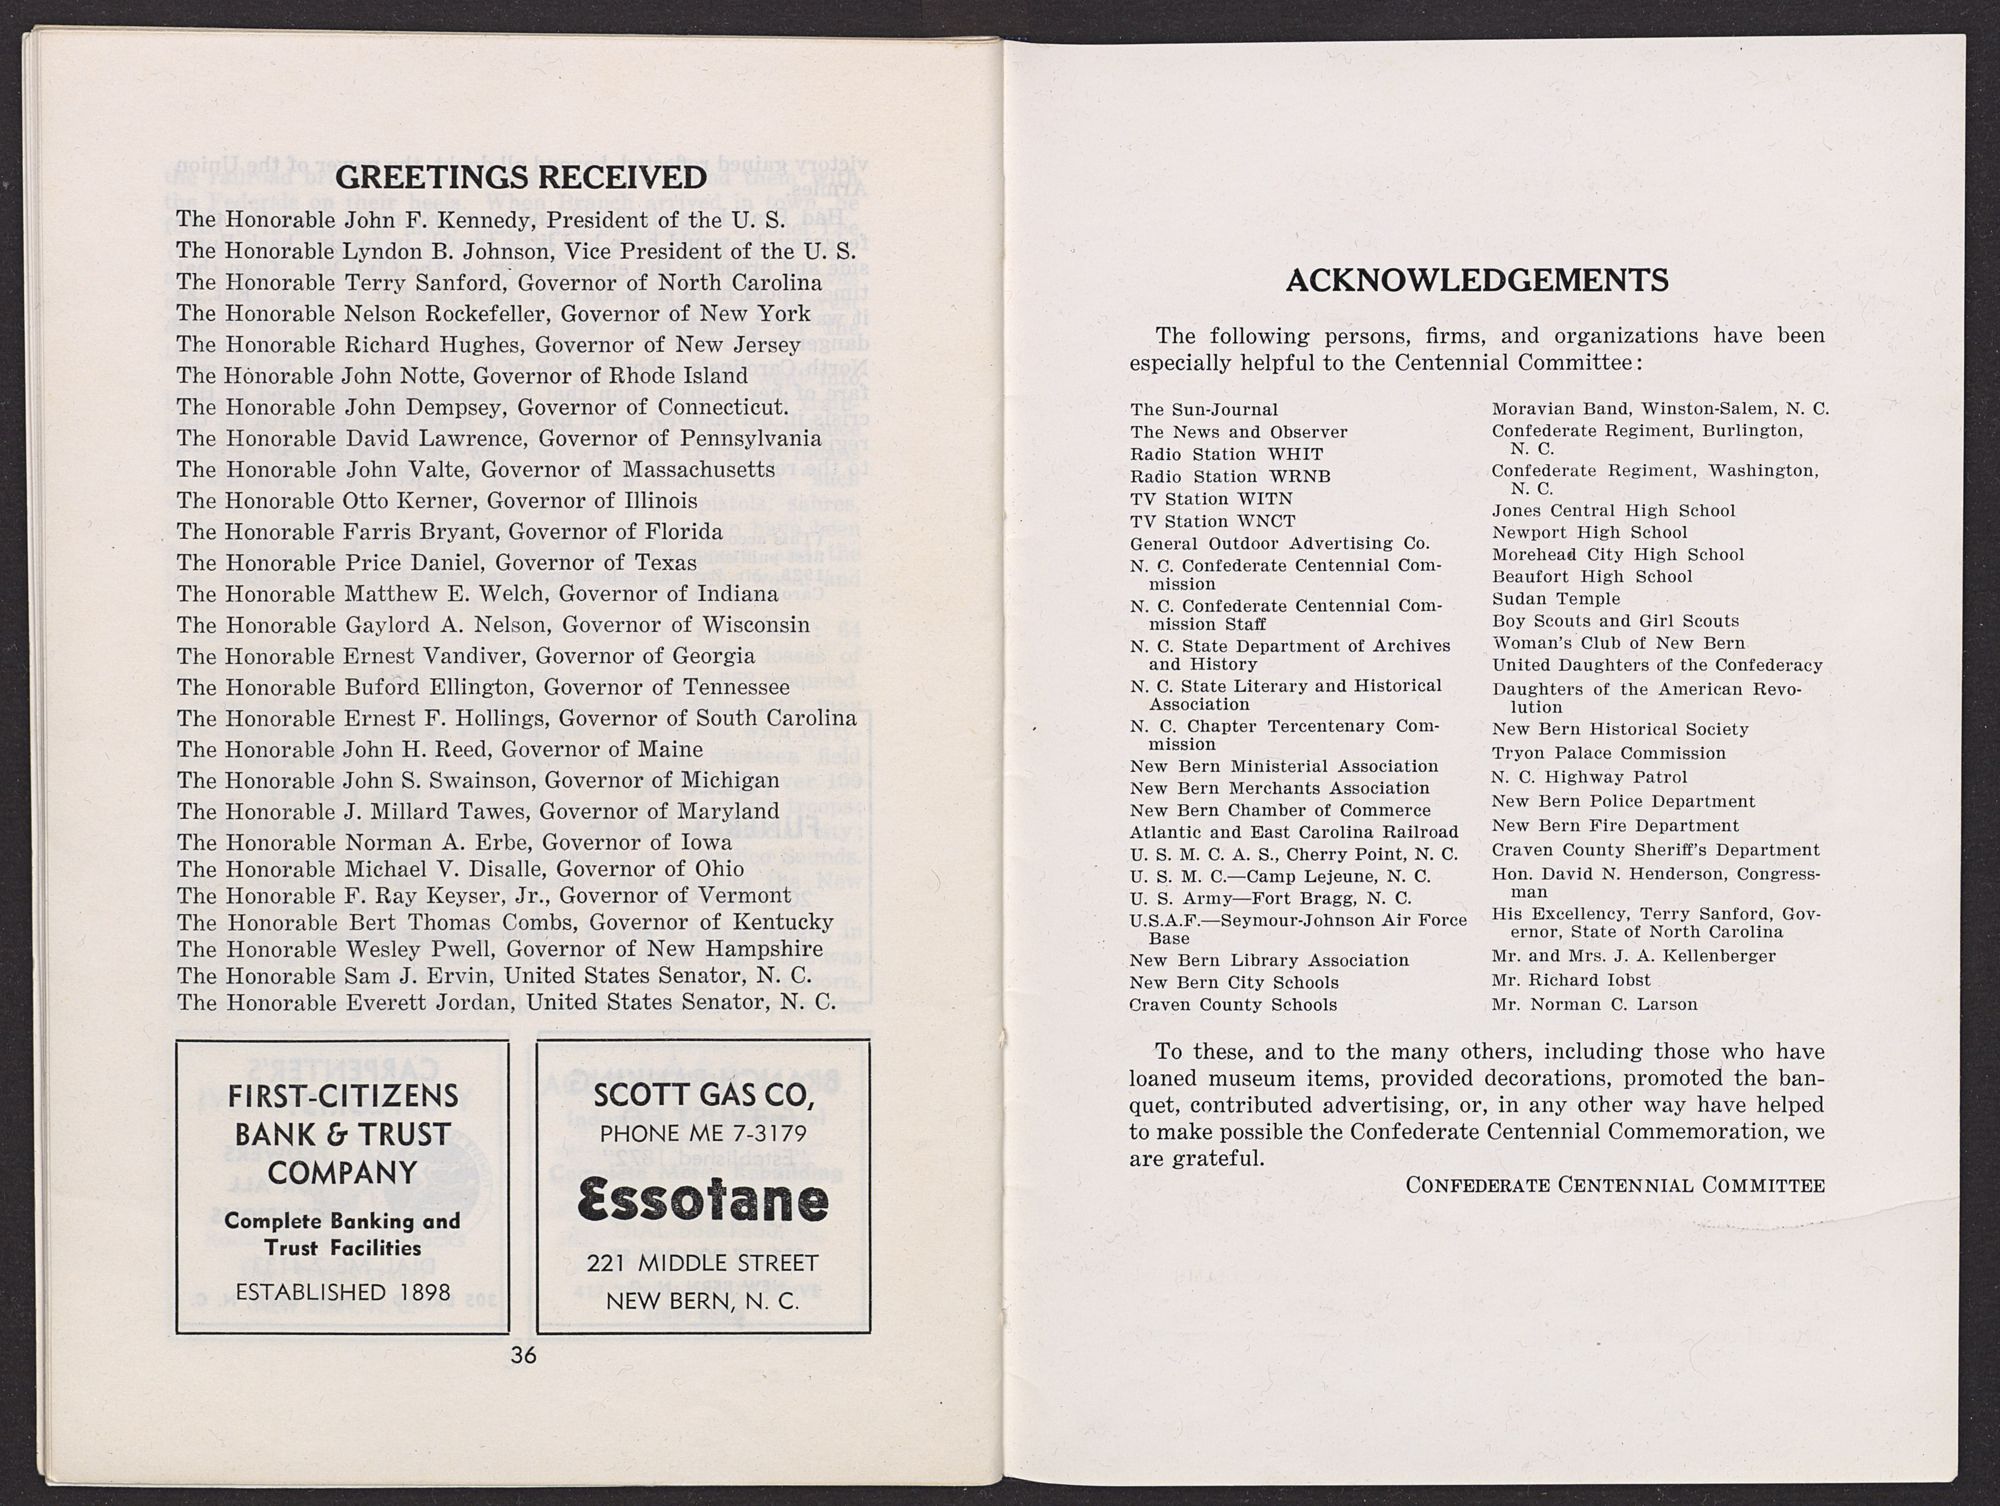 GREETINGS RECEIVED
The Honorable John F. Kennedy, President of the U. S.
The Honorable Lyndon B. Johnson, Vice President of the U. S.
The Honorable Terry Sanford, Governor of North Carolina
The Honorable Nelson Rockefeller, Governor of New York
The Honorable Richard Hughes, Governor of New Jersey
The Honorable John Notte, Governor of Rhode Island
The Honorable John Dempsey, Governor of Connecticut.
The Honorable David Lawrence, Governor of Pennsylvania
The Honorable John Valte, Governor of Massachusetts
The Honorable Otto Kerner, Governor of Illinois
The Honorable Farris Bryant, Governor of Florida
The Honorable Price Daniel, Governor of Texas
The Honorable Matthew E. Welch, Governor of Indiana
The Honorable Gaylord A. Nelson, Governor of Wisconsin
The Honorable Ernest Vandiver, Governor of Georgia
The Honorable Buford Ellington, Governor of Tennessee
The Honorable Ernest F. Hollings, Governor of South Carolina
The Honorable John H. Reed, Governor of Maine
The Honorable John S. Swainson, Governor of Michigan
The Honorable J. Millard Tawes, Governor of Maryland
The Honorable Norman A. Erbe, Governor of Iowa
The Honorable Michael V. Disalle, Governor of Ohio
The Honorable F. Ray Keyser, Jr., Governor of Vermont
The Honorable Bert Thomas Combs, Governor of Kentucky
The Honorable Wesley Pwell, Governor of New Hampshire
The Honorable Sam J. Ervin, United States Senator, N. C.
The Honorable Everett Jordan, United States Senator, N. C.
FIRST-CITIZENS
BANK & TRUST
COMPANY
Complete Banking and
Trust Facilities
ESTABLISHED 1898
SCOTT GAS CO,
PHONE ME 7-3179
Essotane
221 MIDDLE STREET
NEW BERN, N. C.
36
ACKNOWLEDGEMENTS
The following persons, firms, and organizations have been
especially helpful to the Centennial Committee:
The Sun-Journal
The News and Observer
Radio Station WHIT
Radio Station WRNB
TV Station WITN
TV Station WNCT
General Outdoor Advertising Co.
N. C. Confederate Centennial Com-
mission
N. C. Confederate Centennial Com-
mission Staff
N. C. State Department of Archives
and History
N. C. State Literary and Historical
Association
N. C. Chapter Tercentenary Com-
mission
New Bern Ministerial Association
New Bern Merchants Association
New Bern Chamber of Commerce
Atlantic and East Carolina Railroad
U. S. M. C. A. S., Cherry Point, N. C.
U. S. M. C.—Camp Lejeune, N. C.
U. S. Army—Fort Bragg, N. C.
U.S.A.F.—Seymour-Johnson Air Force
Base
New Bern Library Association
New Bern City Schools
Craven County Schools
Moravian Band, Winston-Salem, N. C.
Confederate Regiment, Burlington,
N. C.
Confederate Regiment, Washington,
N. C.
Jones Central High School
Newport High School
Morehead City High School
Beaufort High School
Sudan Temple
Boy Scouts and Girl Scouts
Woman's Club of New Bern
United Daughters of the Confederacy
Daughters of the American Revo-
lution
New Bern Historical Society
Tryon Palace Commission
N. C. Highway Patrol
New Bern Police Department
New Bern Fire Department
Craven County Sheriff's Department
Hon. David N. Henderson, Congress-
man
His Excellency, Terry Sanford, Gov-
ernor, State of North Carolina
Mr. and Mrs. J. A. Kellenberger
Mr. Richard Iobst
Mr. Norman C. Larson
To these, and to the many others, including those who have
loaned museum items, provided decorations, promoted the ban-
quet, contributed advertising, or, in any other way have helped
to make possible the Confederate Centennial Commemoration, we
are grateful.
CONFEDERATE CENTENNIAL COMMITTEE